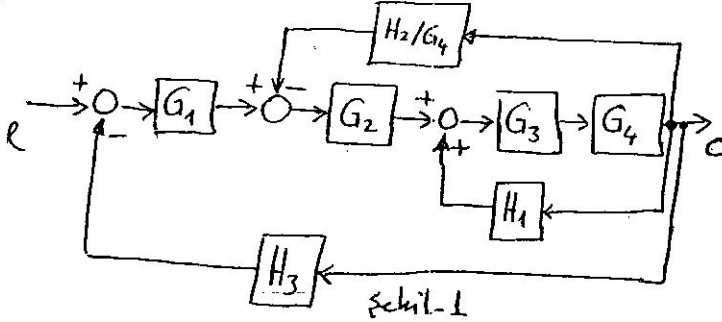 H₂/G₄
+ + −
G₁ G₂ + G₃ G₄
R − + C
H₁
H₃
Şekil-1